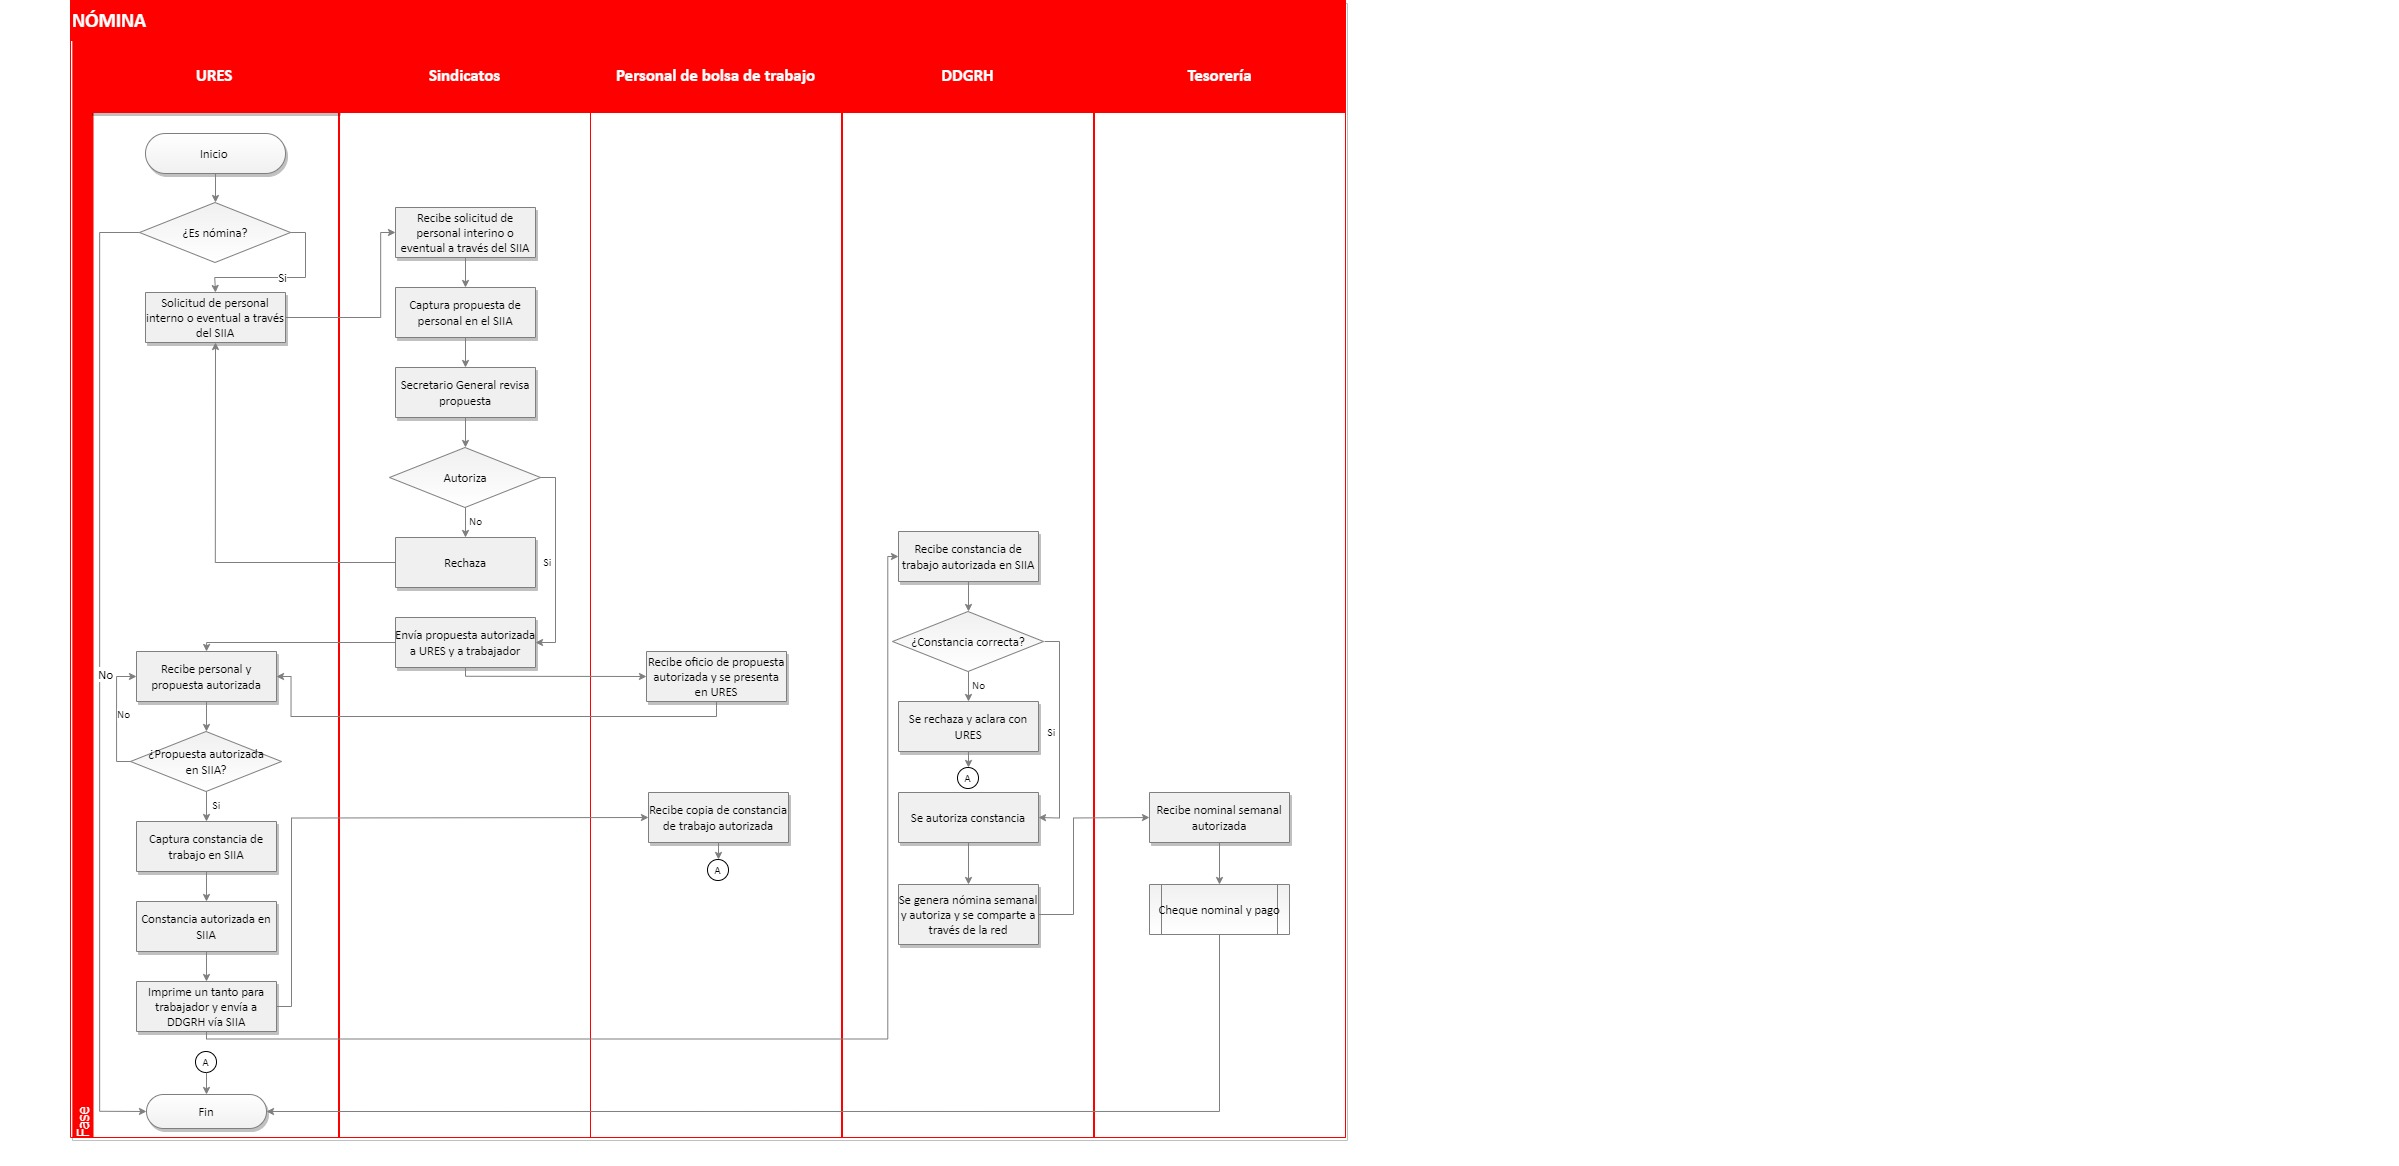 NÓMINA
URES
Sindicatos
Personal de bolsa de trabajo
DDGRH
Tesorería
Fase
Inicio
¿Es nómina?
Si
Solicitud de personal
interno o eventual a través
del SIIA
No
Recibe solicitud de
personal interino o
eventual a través del SIIA
Captura propuesta de
personal en el SIIA
Secretario General revisa
propuesta
Autoriza
No
Rechaza
Si
Envía propuesta autorizada
a URES y a trabajador
Recibe personal y
propuesta autorizada
No
¿Propuesta autorizada
en SIIA?
Si
Captura constancia de
trabajo en SIIA
Constancia autorizada en
SIIA
Imprime un tanto para
trabajador y envía a
DDGRH vía SIIA
A
Fin
Recibe oficio de propuesta
autorizada y se presenta
en URES
Recibe copia de constancia
de trabajo autorizada
A
Recibe constancia de
trabajo autorizada en SIIA
¿Constancia correcta?
No
Se rechaza y aclara con
URES
Si
A
Se autoriza constancia
Se genera nómina semanal
y autoriza y se comparte a
través de la red
Recibe nominal semanal
autorizada
Cheque nominal y pago